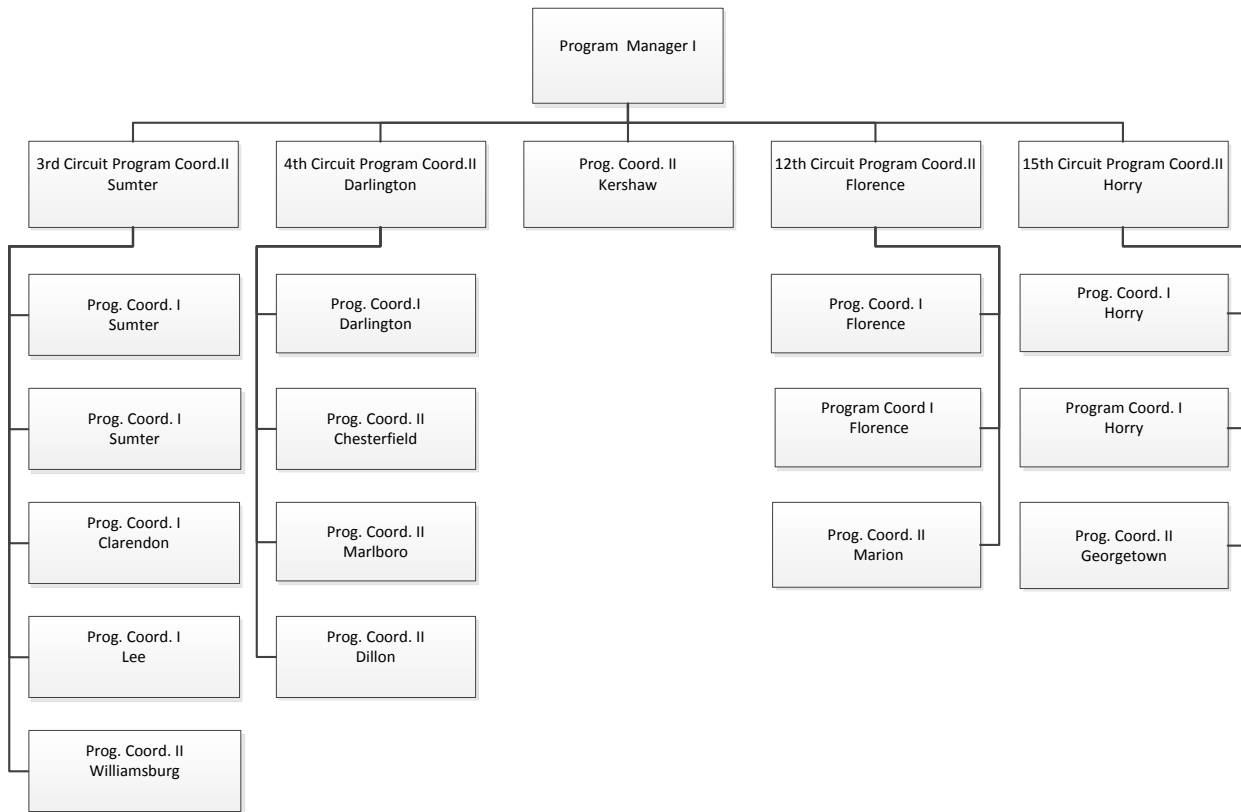 Program Manager I
3rd Circuit Program Coord.II
Sumter
4th Circuit Program Coord.II
Darlington
Prog. Coord. II
Kershaw
12th Circuit Program Coord.II
Florence
15th Circuit Program Coord.II
Horry
Prog. Coord. I
Sumter
Prog. Coord.I
Darlington
Prog. Coord. I
Florence
Prog. Coord. I
Horry
Prog. Coord. I
Sumter
Prog. Coord. II
Chesterfield
Program Coord I
Florence
Program Coord. I
Horry
Prog. Coord. I
Clarendon
Prog. Coord. II
Marlboro
Prog. Coord. II
Marion
Prog. Coord. II
Georgetown
Prog. Coord. I
Lee
Prog. Coord. II
Dillon
Prog. Coord. II
Williamsburg